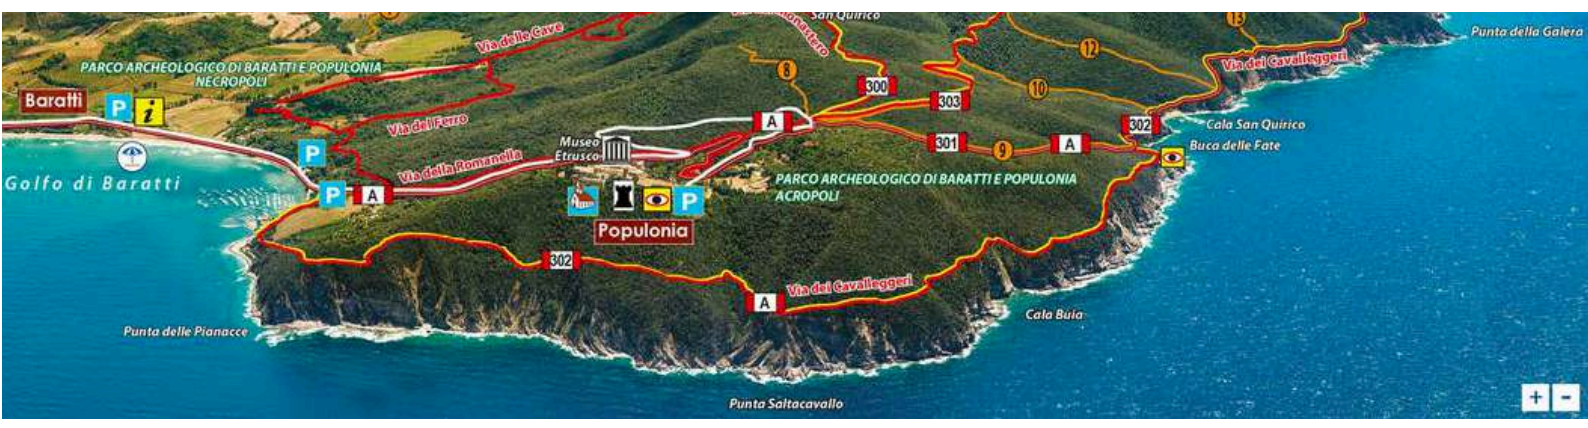 San Quirico
Via del Monastero
13
12
Punta della Galera
Via delle Cave
Via dei Cavalleggeri
PARCO ARCHEOLOGICO DI BARATTI E POPULONIA
NECROPOLI
8
300
10
303
Baratti
P
i
A
Via del Ferro
302
Cala San Quirico
Museo
Etrusco
301
9
A
Buca delle Fate
P
Via della Romanella
Golfo di Baratti
PARCO ARCHEOLOGICO DI BARATTI E POPULONIA
ACROPOLI
P
A
P
Populonia
302
Via dei Cavalleggeri
A
Cala Buia
Punta delle Pianacce
Punta Saltacavallo
+ -